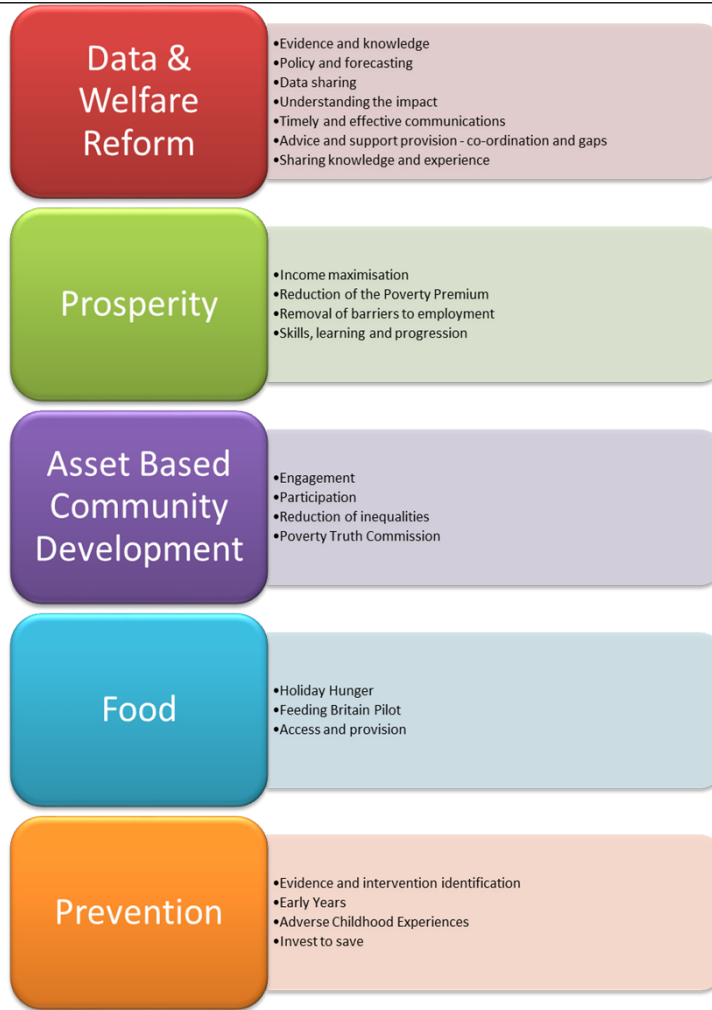 Data &
Welfare
Reform
•Evidence and knowledge
•Policy and forecasting
•Data sharing
•Understanding the impact
•Timely and effective communications
•Advice and support provision - co-ordination and gaps
•Sharing knowledge and experience
Prosperity
•Income maximisation
•Reduction of the Poverty Premium
•Removal of barriers to employment
•Skills, learning and progression
Asset Based
Community
Development
•Engagement
•Participation
•Reduction of inequalities
•Poverty Truth Commission
Food
•Holiday Hunger
•Feeding Britain Pilot
•Access and provision
Prevention
•Evidence and intervention identification
•Early Years
•Adverse Childhood Experiences
•Invest to save